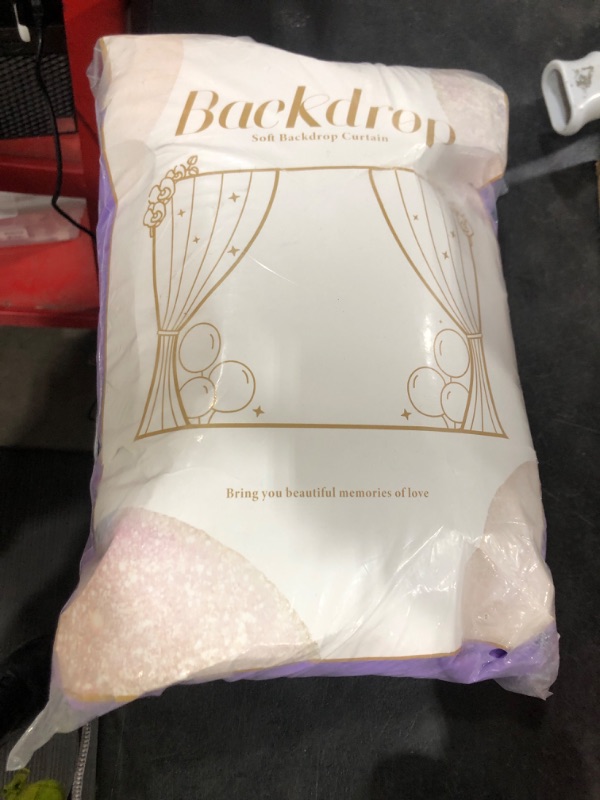 Backdrop
Soft Backdrop Curtain
Bring you beautiful memories of love